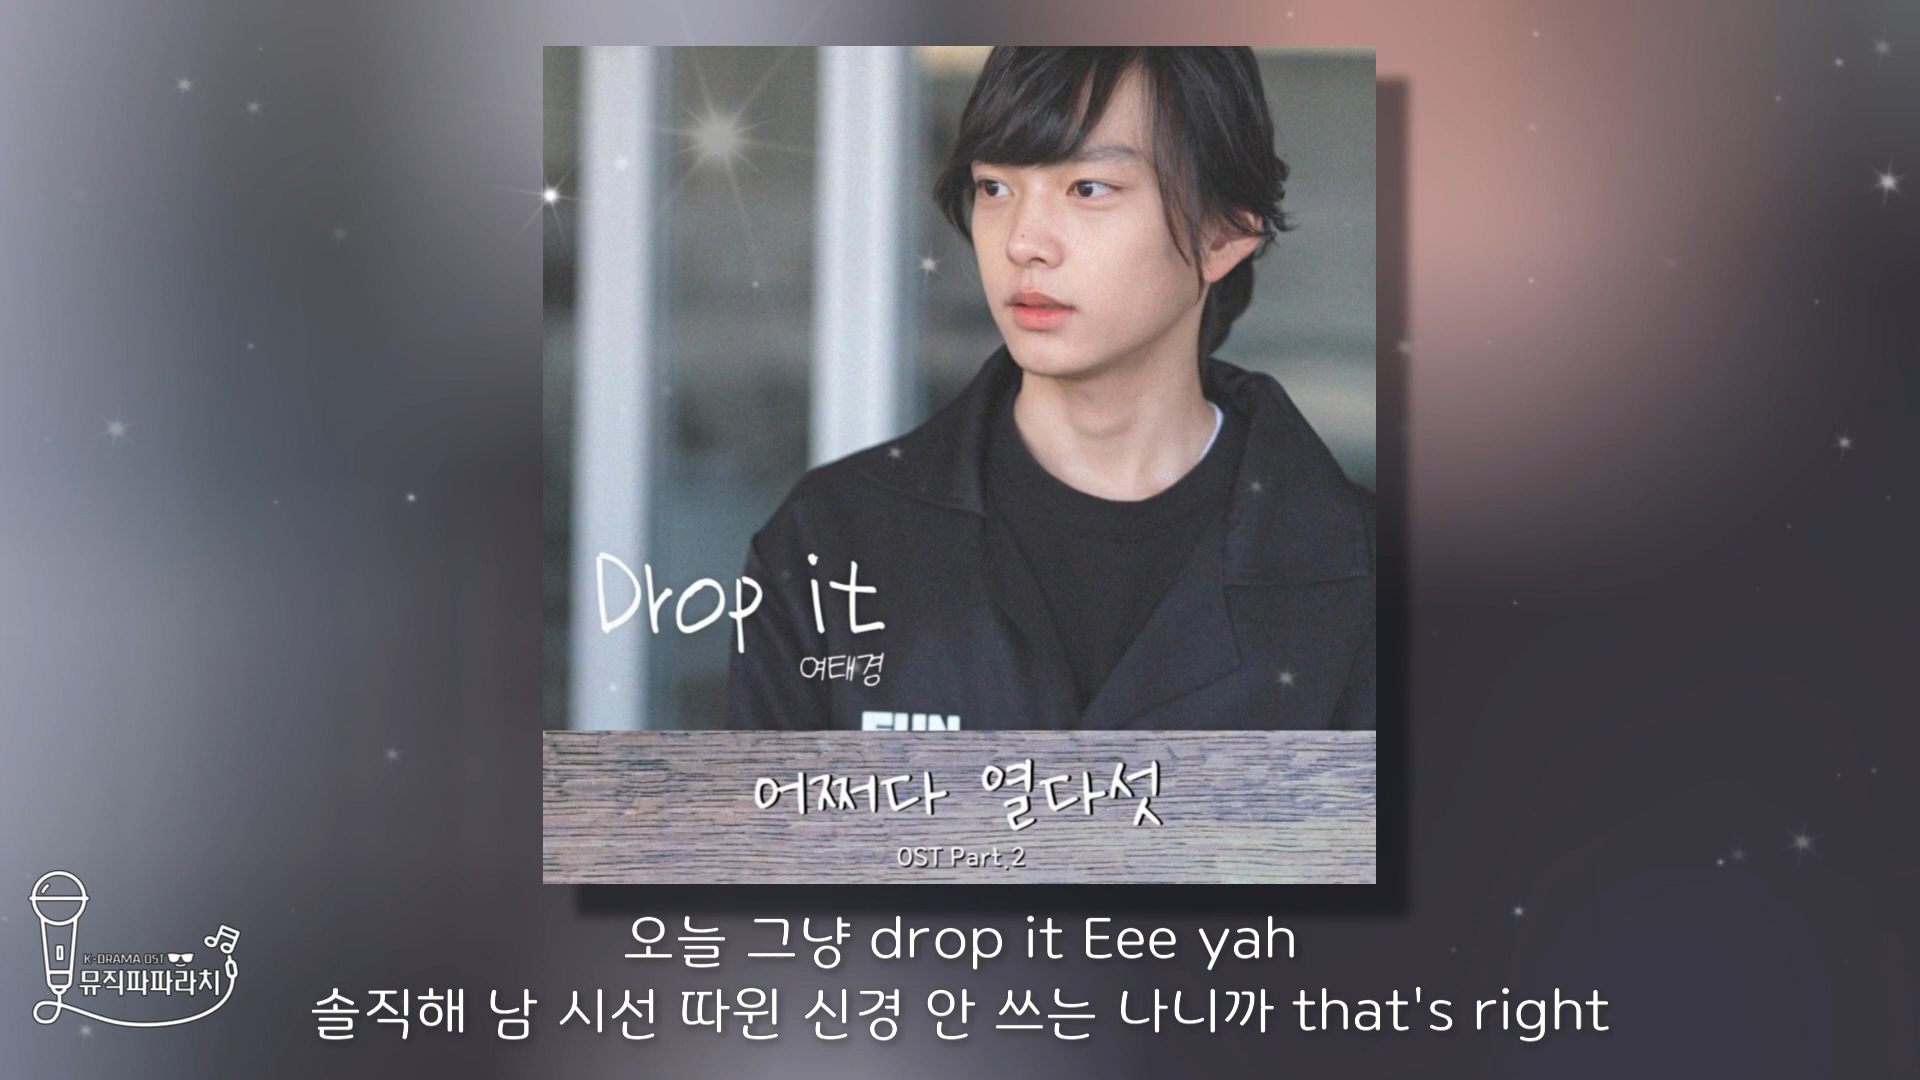 Drop it
여태경
FUN
어쩌다 열다섯
OST Part.2
K-DRAMA OST
뮤직파파라치
오늘 그냥 drop it Eee yah
솔직해 남 시선 따윈 신경 안 쓰는 나니까 that's right